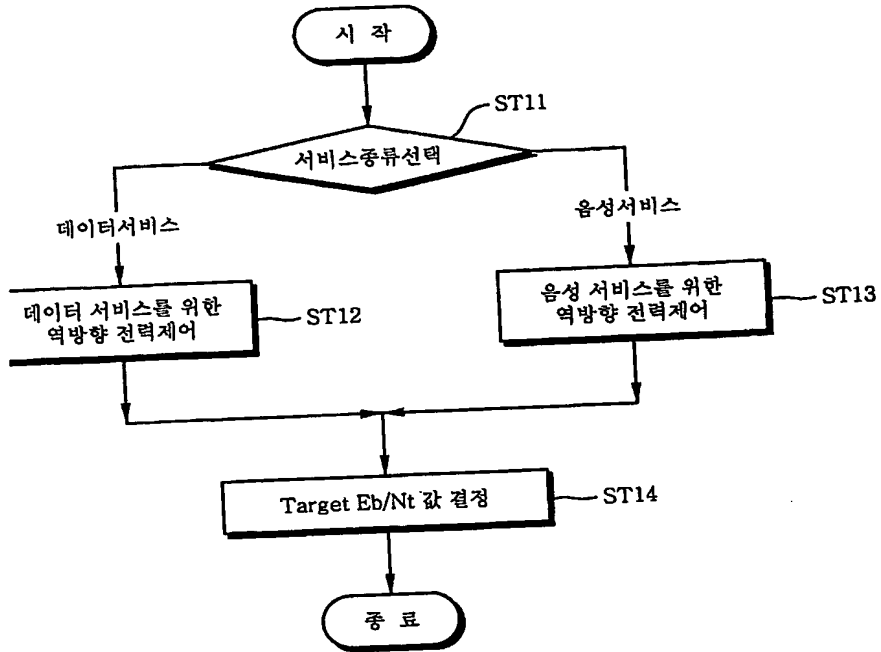 시 작
ST11
서비스종류선택
데이터서비스
음성서비스
데이터 서비스를 위한
역방향 전력제어
ST12
음성 서비스를 위한
역방향 전력제어
ST13
Target Eb/Nt 값 결정
ST14
종 료